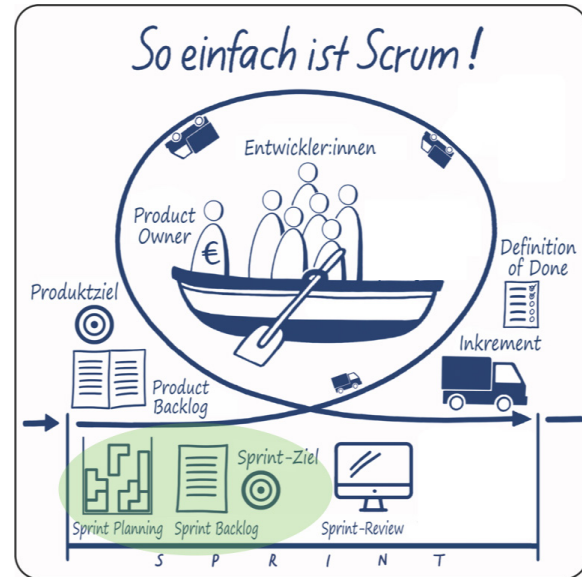 So einfach ist Scrum!
Entwickler:innen
Product
Owner
€
Definition
of Done
Produktziel
Inkrement
Product
Backlog
Sprint-Ziel
Sprint Planning
Sprint Backlog
Sprint-Review
SPRINT